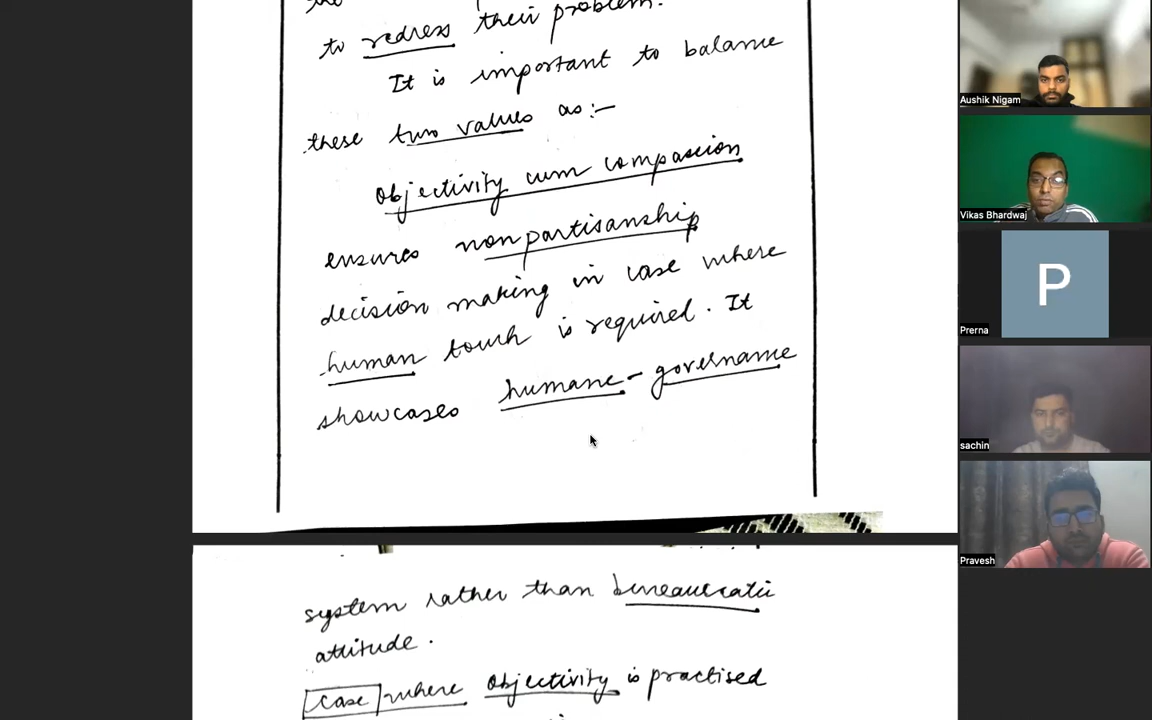 the
to redress their problem.
It is important to balance
these two values as:-
objectivity cum compassion
ensures nonpartisanship
decision making in case where
human touch is required. It
showcases humane-governance
system rather than bureaucratic
attitude.
case where objectivity is practised
Aushik Nigam
Vikas Bhardwaj
P
Prerna
sachin
Pravesh